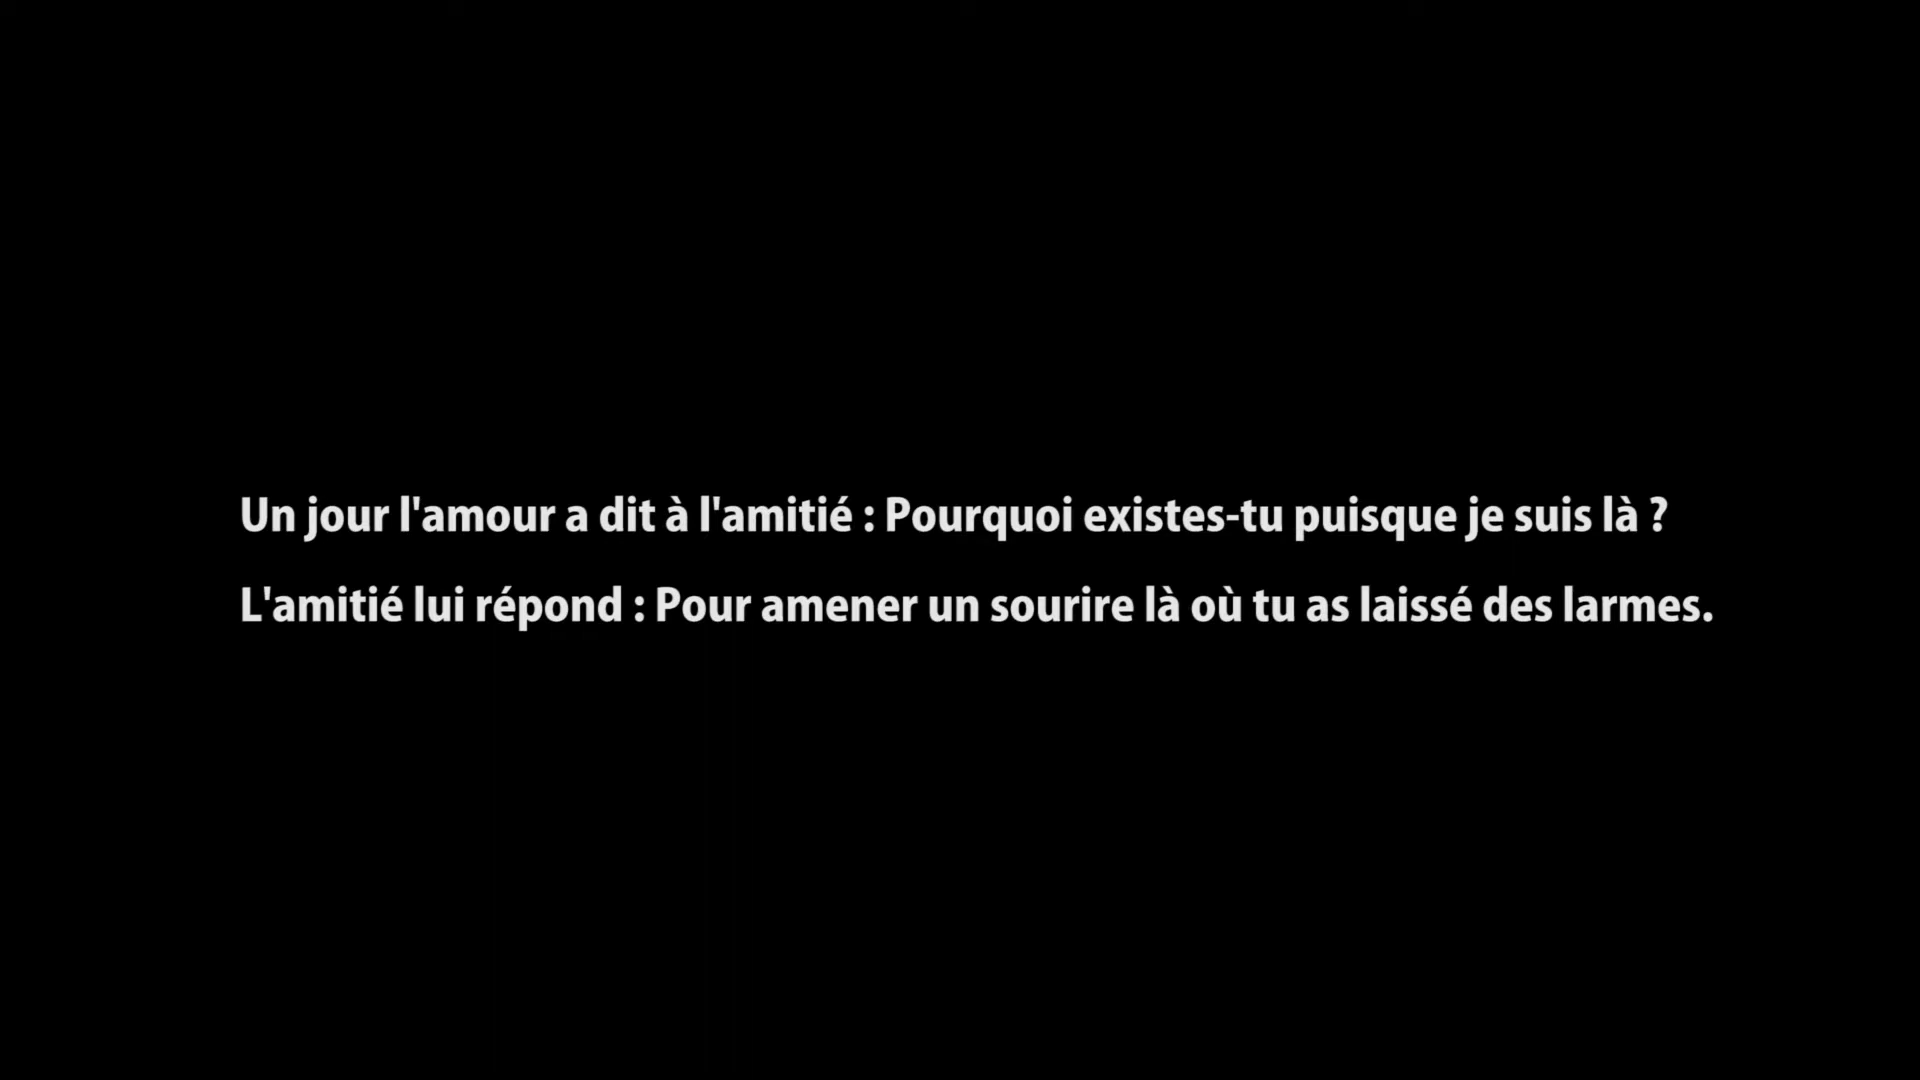 Un jour l'amour a dit à l'amitié : Pourquoi existes-tu puisque je suis là ?
L'amitié lui répond : Pour amener un sourire là où tu as laissé des larmes.